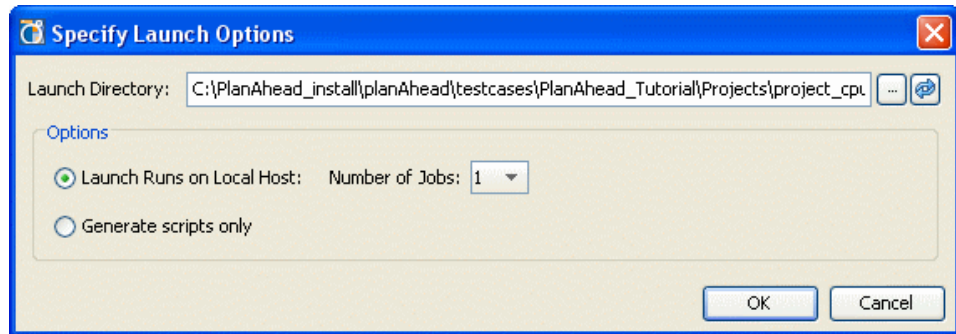 Specify Launch Options
Launch Directory: C:\PlanAhead_install\planAhead\testcases\PlanAhead_Tutorial\Projects\project_cpu ...
Options
Launch Runs on Local Host: Number of Jobs: 1
Generate scripts only
OK Cancel